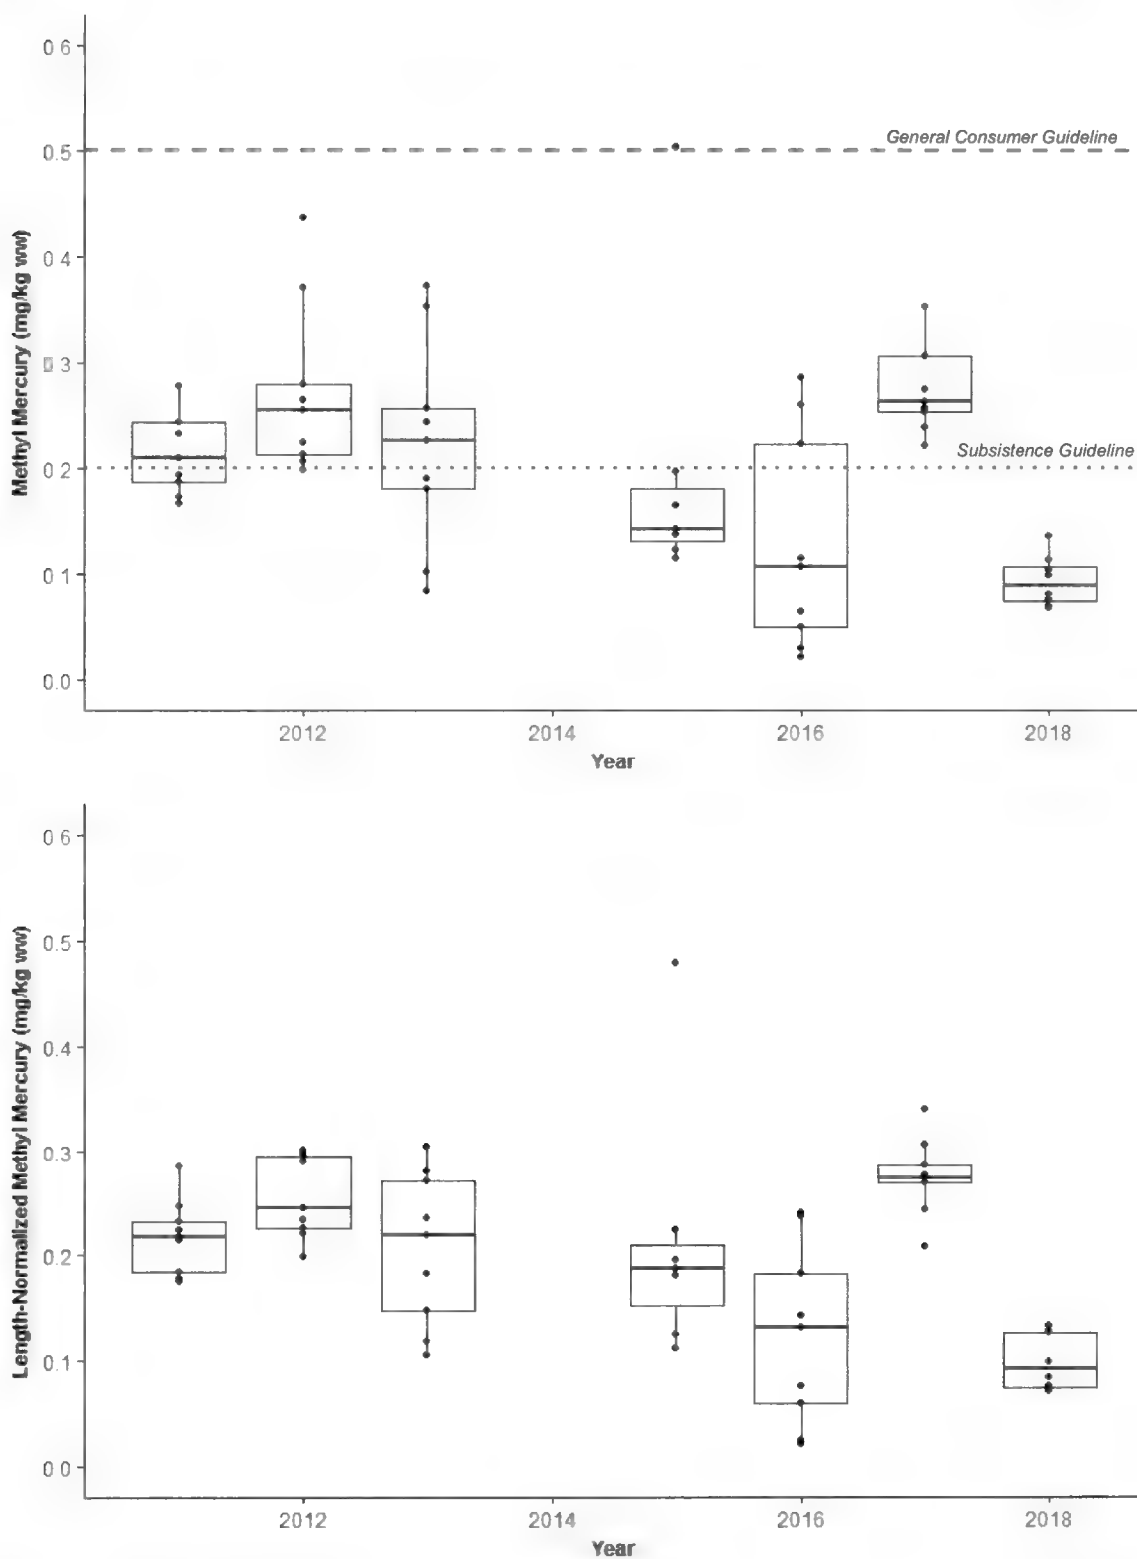 0 6
General Consumer Guideline
0.5
0 4
0 3
Subsistence Guideline
0.2
0 1
0.0
Methyl Mercury (mg/kg ww)
2012 2014 2016 2018
Year
0 6
0.5
0.4
0.3
0.2
0.1
0 0
Length-Normalized Methyl Mercury (mg/kg ww)
2012 2014 2016 2018
Year